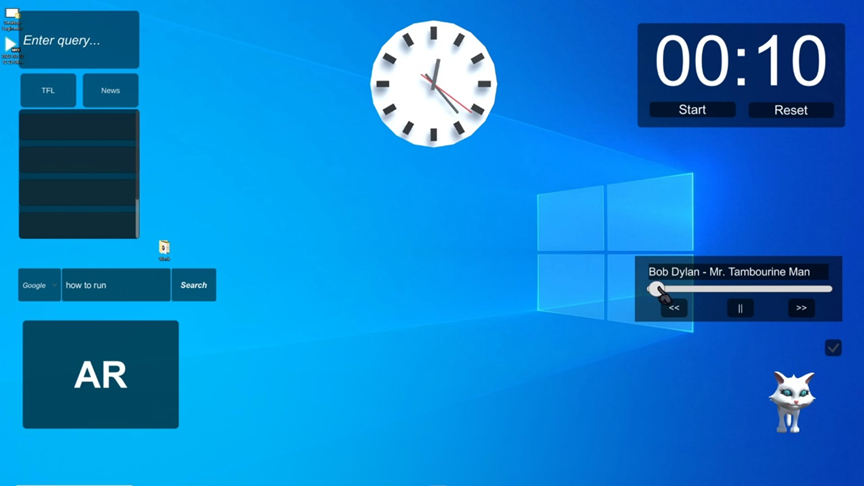 Enter query...
TFL
News
Google
how to run
Search
AR
00:10
Start
Reset
Bob Dylan - Mr. Tambourine Man
<<
||
>>